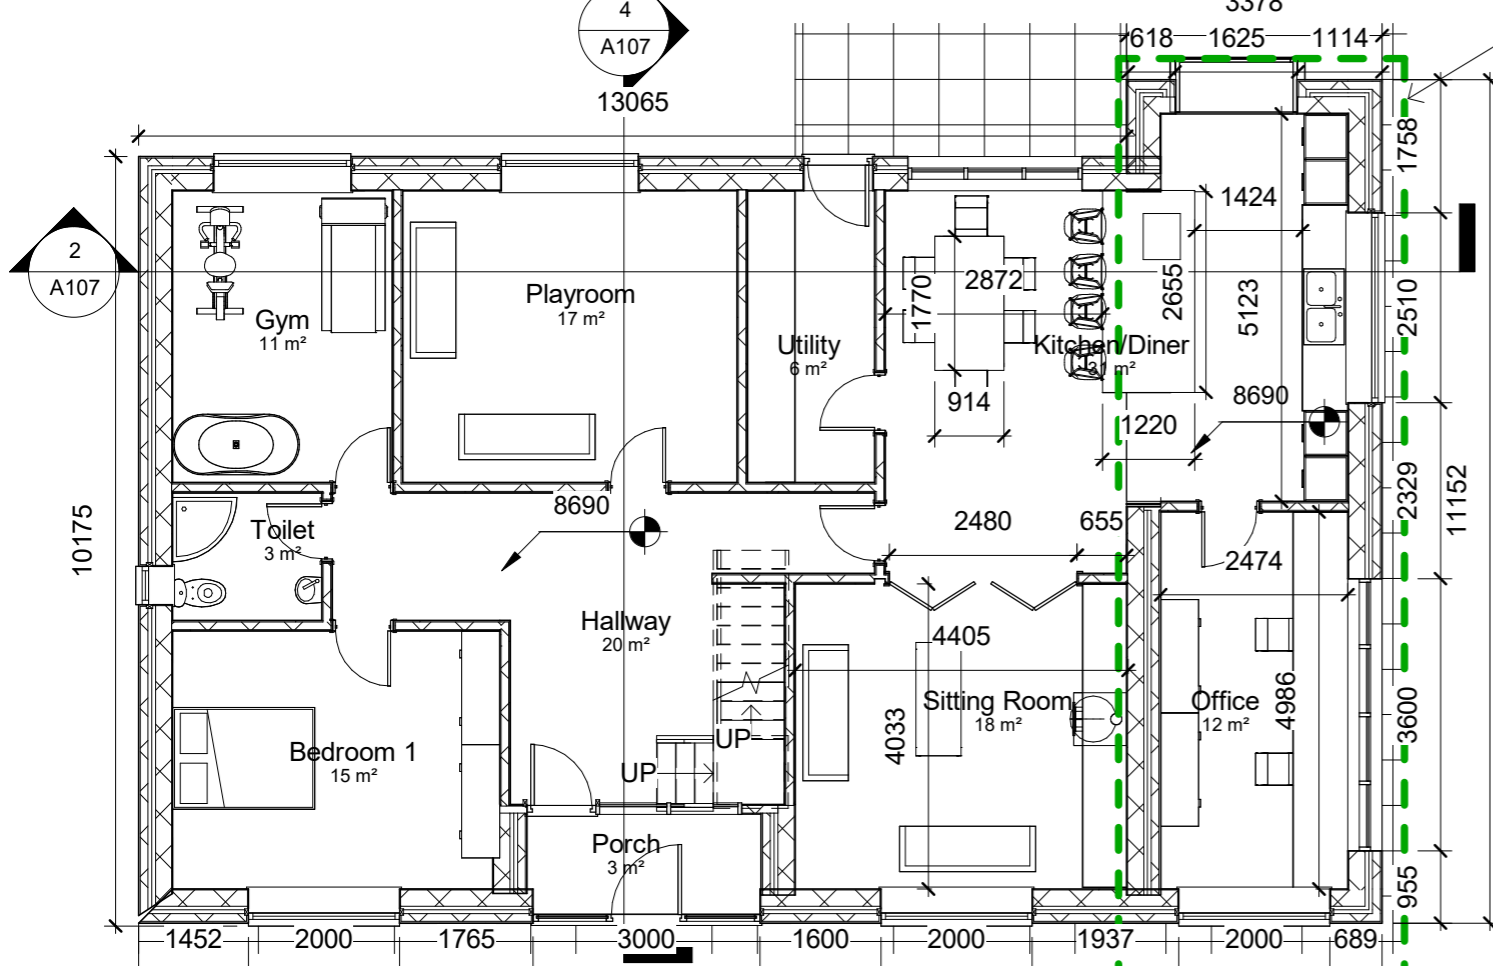 4
A107
13065
3378
618
1625
1114
1758
2
A107
Gym
11 m²
Playroom
17 m²
Utility
6 m²
1770
2872
Kitchen/Diner
31 m²
914
2655
1424
5123
2510
8690
1220
10175
8690
Toilet
3 m²
2480
655
2474
2329
11152
Hallway
20 m²
4405
UP
UP
4033
Sitting Room
18 m²
Office
12 m²
4986
3600
Bedroom 1
15 m²
Porch
3 m²
955
1452
2000
1765
3000
1600
2000
1937
2000
689